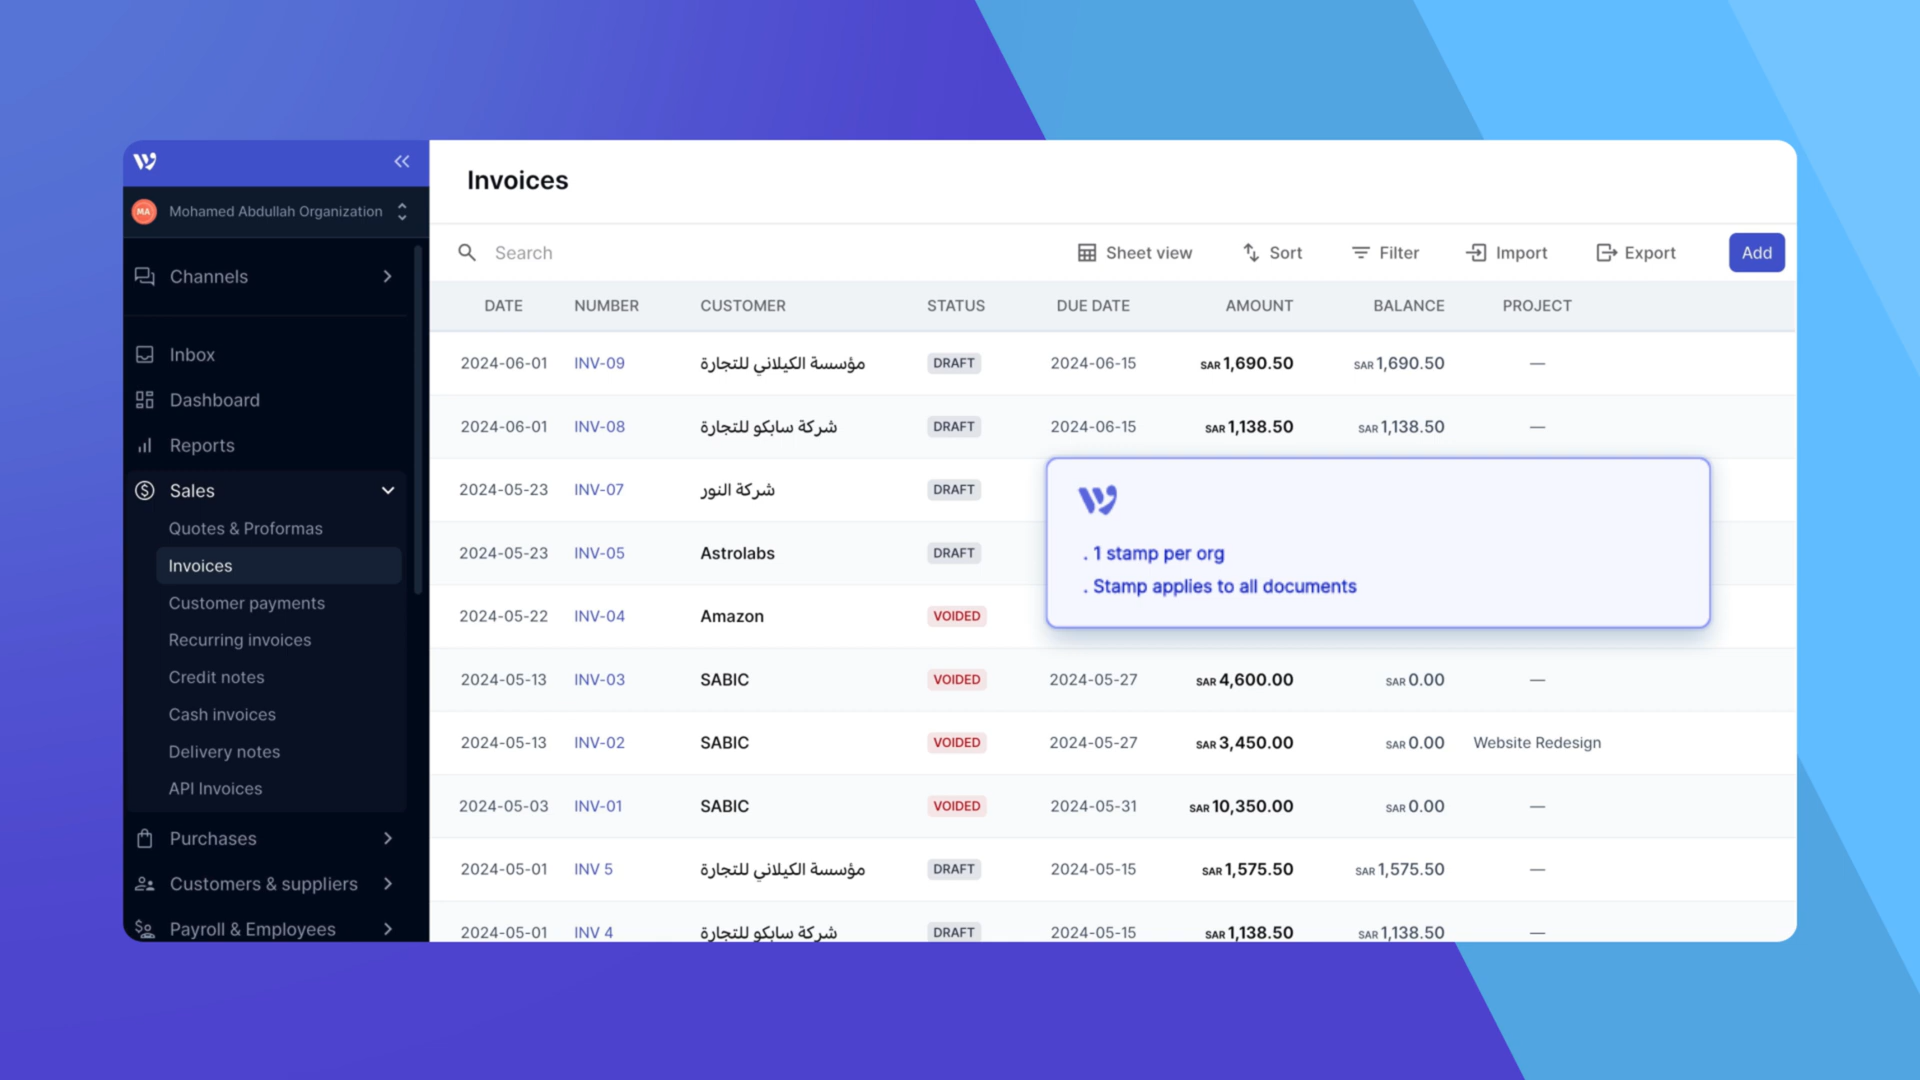 Invoices
MA Mohamed Abdullah Organization
Channels
Inbox
Dashboard
Reports
Sales
Quotes & Proformas
Invoices
Customer payments
Recurring invoices
Credit notes
Cash invoices
Delivery notes
API Invoices
Purchases
Customers & suppliers
Payroll & Employees
Search Sheet view Sort Filter Import Export Add
DATE NUMBER CUSTOMER STATUS DUE DATE AMOUNT BALANCE PROJECT
2024-06-01 INV-09 مؤسسة الكيلاني للتجارة DRAFT 2024-06-15 SAR 1,690.50 SAR 1,690.50 —
2024-06-01 INV-08 شركة سابكو للتجارة DRAFT 2024-06-15 SAR 1,138.50 SAR 1,138.50 —
2024-05-23 INV-07 شركة النور DRAFT
2024-05-23 INV-05 Astrolabs DRAFT
2024-05-22 INV-04 Amazon VOIDED
. 1 stamp per org
. Stamp applies to all documents
2024-05-13 INV-03 SABIC VOIDED 2024-05-27 SAR 4,600.00 SAR 0.00 —
2024-05-13 INV-02 SABIC VOIDED 2024-05-27 SAR 3,450.00 SAR 0.00 Website Redesign
2024-05-03 INV-01 SABIC VOIDED 2024-05-31 SAR 10,350.00 SAR 0.00 —
2024-05-01 INV 5 مؤسسة الكيلاني للتجارة DRAFT 2024-05-15 SAR 1,575.50 SAR 1,575.50 —
2024-05-01 INV 4 شركة سابكو للتجارة DRAFT 2024-05-15 SAR 1,138.50 SAR 1,138.50 —